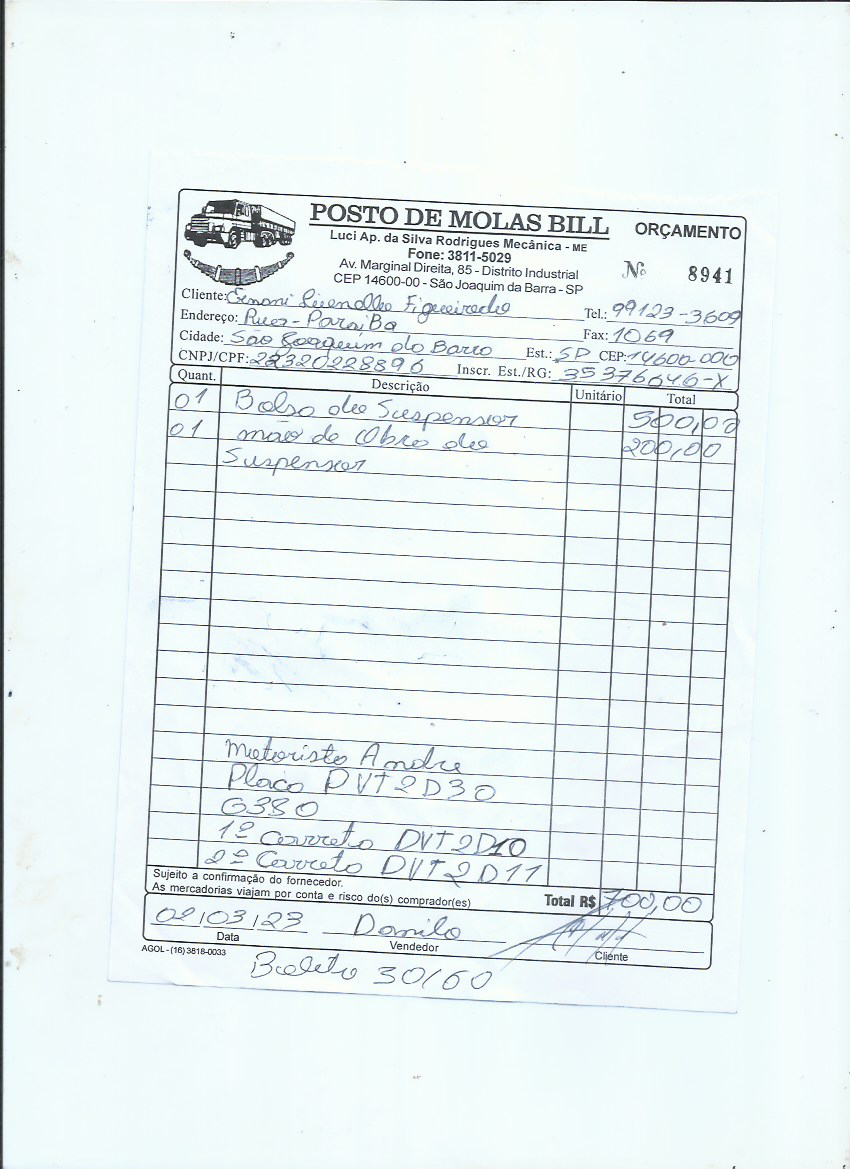 POSTO DE MOLAS BILL
ORÇAMENTO
Luci Ap. da Silva Rodrigues Mecânica - ME
Fone: 3811-5029
Av. Marginal Direita, 85 - Distrito Industrial
CEP 14600-00 - São Joaquim da Barra - SP
Nº 8941
Cliente: Figueiredo Tel.: 99123-3609
Endereço: Rua - Paraiba Fax: 1069
Cidade: São Joaquim da Barra Est.: SP CEP: 14600-000
CNPJ/CPF: 22320228896 Inscr. Est./RG: 35376646-X
Quant. Descrição Unitário Total
01 Bolsa de Suspensor 500,00
01 mão de Obra de 200,00
Suspensor
Motorista Andre
Placa DVT2D30
G380
1º Carreta DVT2D10
2º Carreta DVT2D11
Sujeito a confirmação do fornecedor.
As mercadorias viajam por conta e risco do(s) comprador(es)
Total R$ 700,00
02/03/23 Danilo
Data Vendedor Cliente
AGOL - (16) 3818-0033
Boleto 30/60